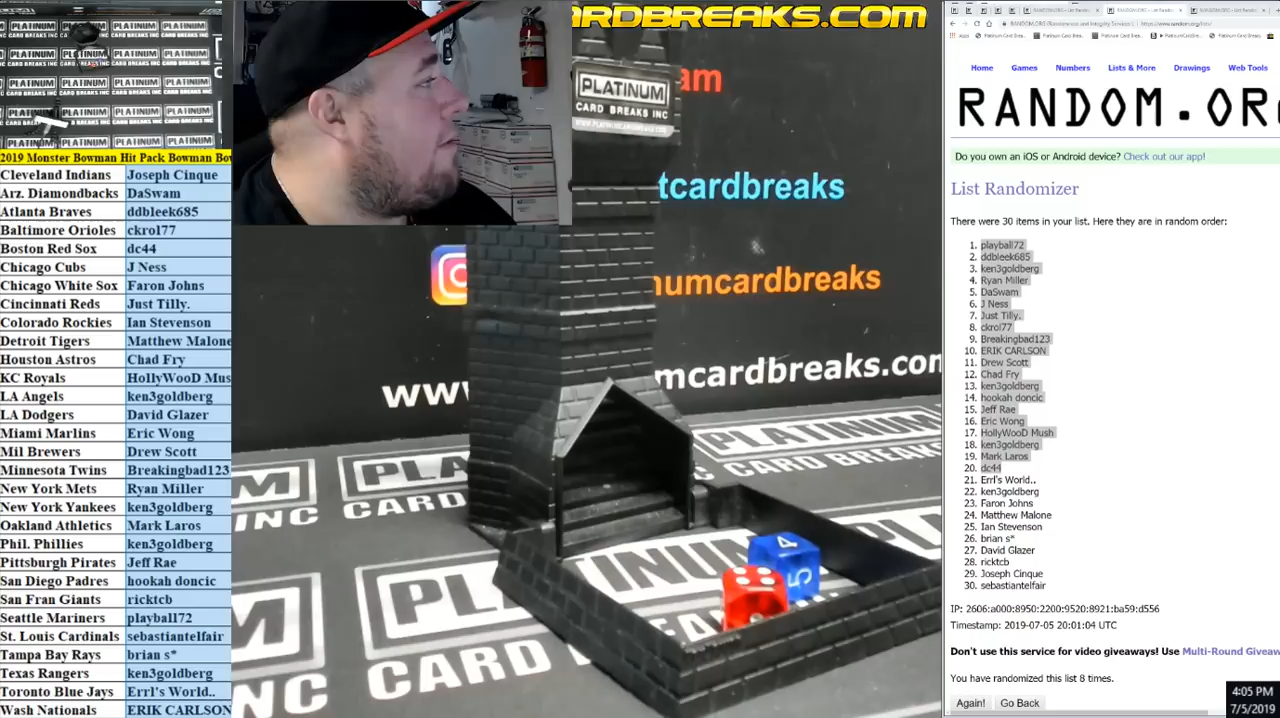 CARDBREAKS.COM
PLATINUM
CARD BREAKS INC
am
tcardbreaks
numcardbreaks
www
mcardbreaks.com
2019 Monster Bowman Hit Pack Bowman Bow
Cleveland Indians Joseph Cinque
Arz. Diamondbacks DaSwam
Atlanta Braves ddbleek685
Baltimore Orioles ckrol77
Boston Red Sox dc44
Chicago Cubs J Ness
Chicago White Sox Faron Johns
Cincinnati Reds Just Tilly.
Colorado Rockies Ian Stevenson
Detroit Tigers Matthew Malone
Houston Astros Chad Fry
KC Royals HollyWooD Mus
LA Angels ken3goldberg
LA Dodgers David Glazer
Miami Marlins Eric Wong
Mil Brewers Drew Scott
Minnesota Twins Breakingbad123
New York Mets Ryan Miller
New York Yankees ken3goldberg
Oakland Athletics Mark Laros
Phil. Phillies ken3goldberg
Pittsburgh Pirates Jeff Rae
San Diego Padres hookah doncic
San Fran Giants ricktcb
Seattle Mariners playball72
St. Louis Cardinals sebastiantelfair
Tampa Bay Rays brian s*
Texas Rangers ken3goldberg
Toronto Blue Jays Errl's World..
Wash Nationals ERIK CARLSON
4
5
Home Games Numbers Lists & More Drawings Web Tools
RANDOM.OR
Do you own an iOS or Android device? Check out our app!
List Randomizer
There were 30 items in your list. Here they are in random order:
1. playball72
2. ddbleek685
3. ken3goldberg
4. Ryan Miller
5. DaSwam
6. J Ness
7. Just Tilly.
8. ckrol77
9. Breakingbad123
10. ERIK CARLSON
11. Drew Scott
12. Chad Fry
13. ken3goldberg
14. hookah doncic
15. Jeff Rae
16. Eric Wong
17. HollyWooD Mush
18. ken3goldberg
19. Mark Laros
20. dc44
21. Errl's World..
22. ken3goldberg
23. Faron Johns
24. Matthew Malone
25. Ian Stevenson
26. brian s*
27. David Glazer
28. ricktcb
29. Joseph Cinque
30. sebastiantelfair
IP: 2606:a000:8950:2200:9520:8921:ba59:d556
Timestamp: 2019-07-05 20:01:04 UTC
Don't use this service for video giveaways! Use Multi-Round Giveaw
You have randomized this list 8 times.
Again! Go Back
4:05 PM
7/5/2019